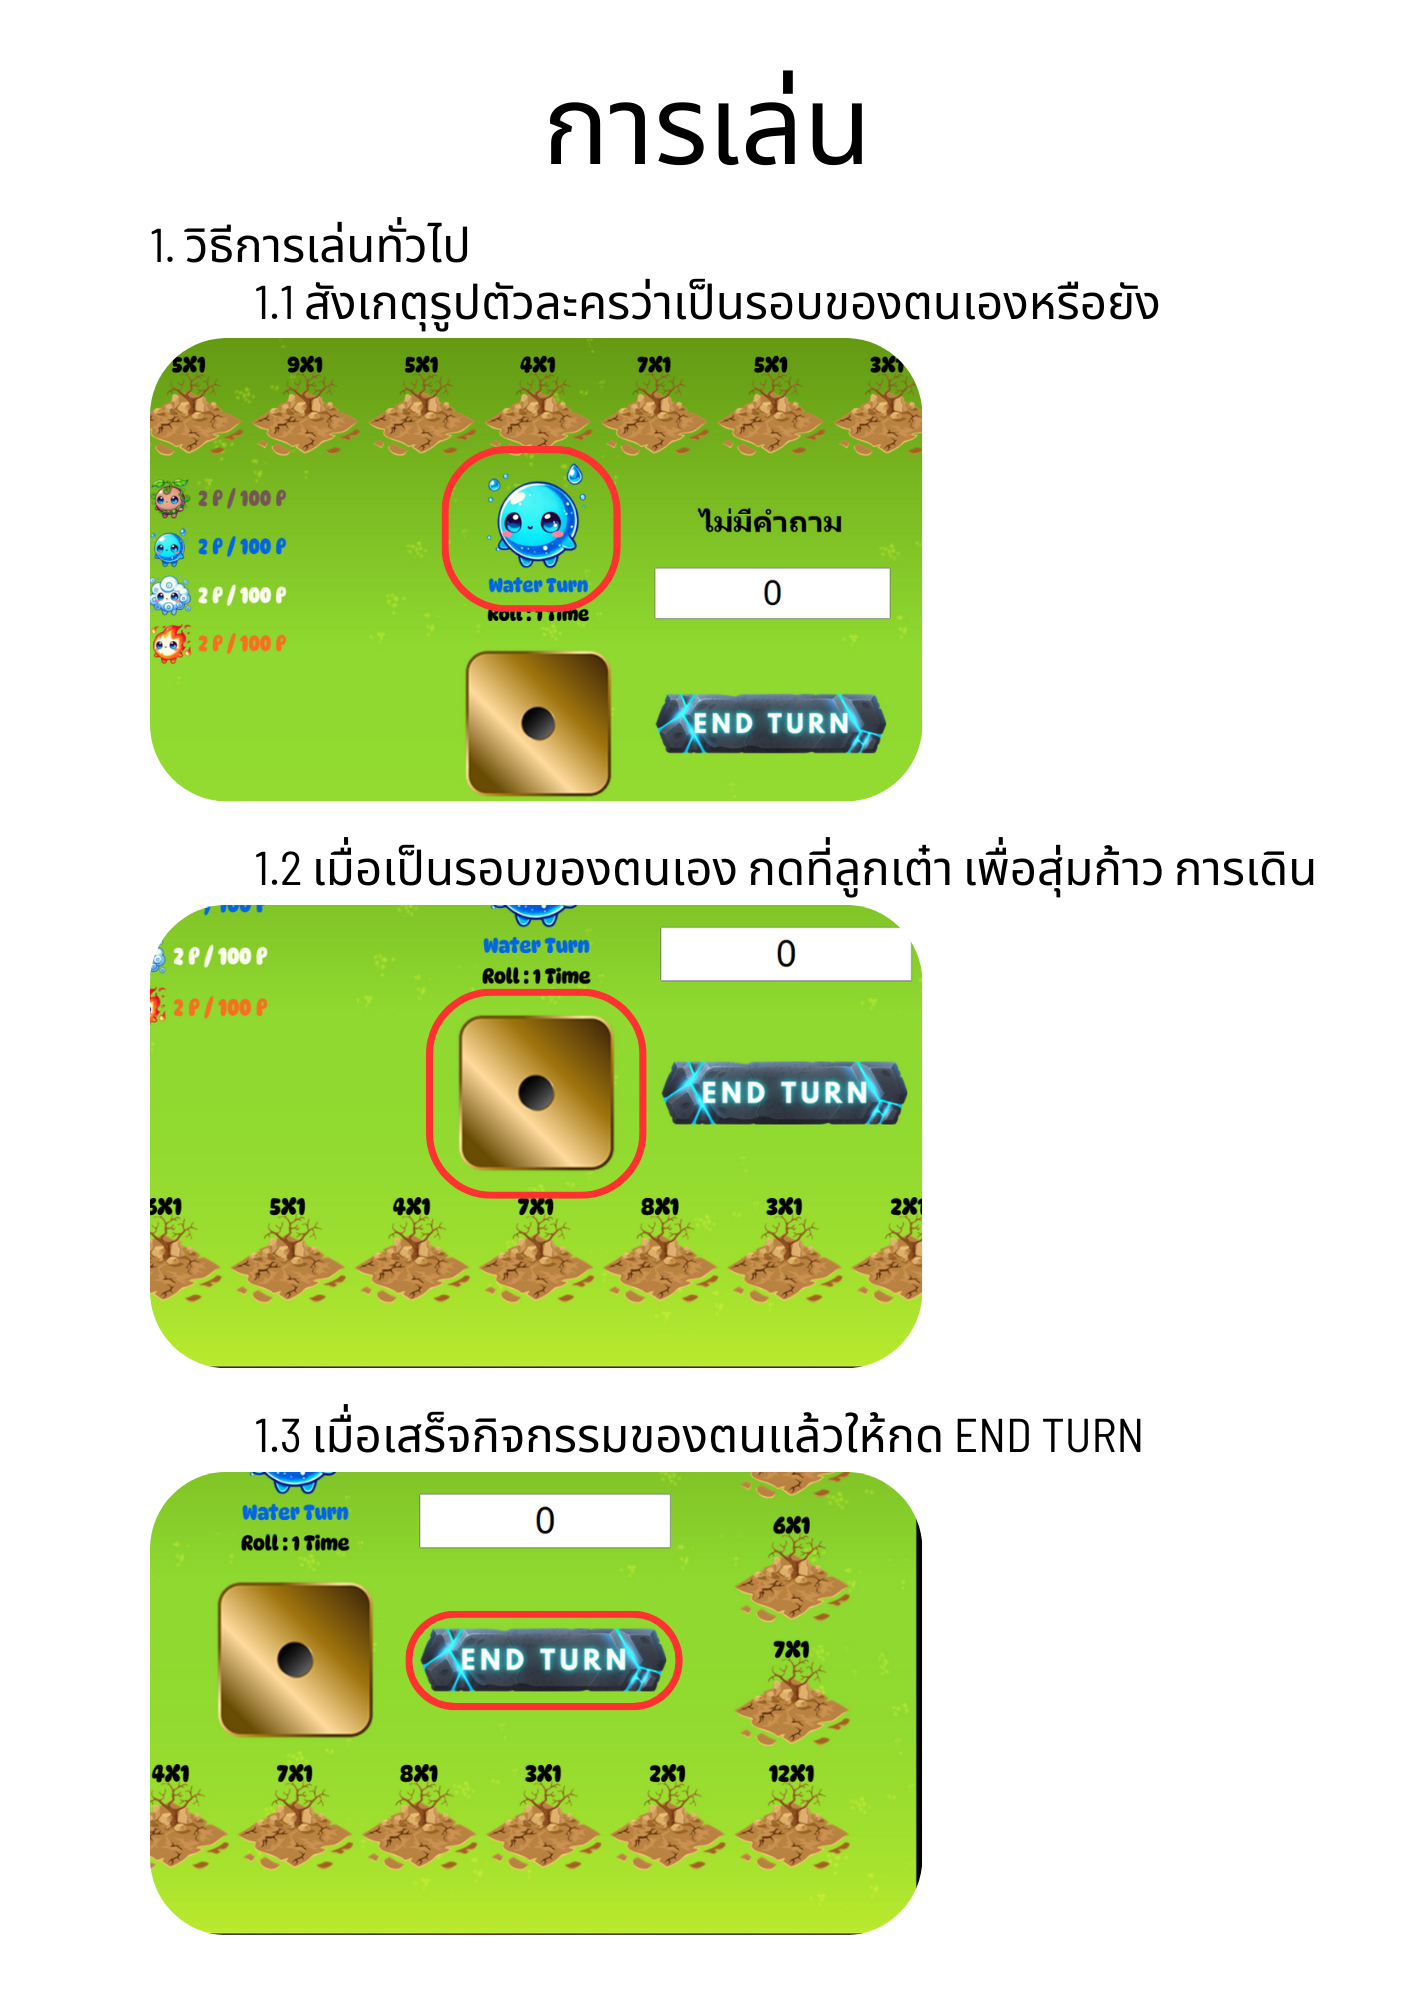 การเล่น
1. วิธีการเล่นทั่วไป
1.1 สังเกตุรูปตัวละครว่าเป็นรอบของตนเองหรือยัง
5X1 9X1 5X1 4X1 7X1 5X1 3X1
2 P / 100 P
2 P / 100 P
2 P / 100 P
2 P / 100 P
Water Turn
Roll : 1 Time
ไม่มีคำถาม
0
END TURN
1.2 เมื่อเป็นรอบของตนเอง กดที่ลูกเต๋า เพื่อสุ่มก้าว การเดิน
2 P / 100 P
2 P / 100 P
Water Turn
Roll : 1 Time
0
END TURN
5X1 4X1 7X1 8X1 3X1 2X1
1.3 เมื่อเสร็จกิจกรรมของตนแล้วให้กด END TURN
Water Turn
Roll : 1 Time
0
6X1
END TURN
7X1
4X1 7X1 8X1 3X1 2X1 12X1